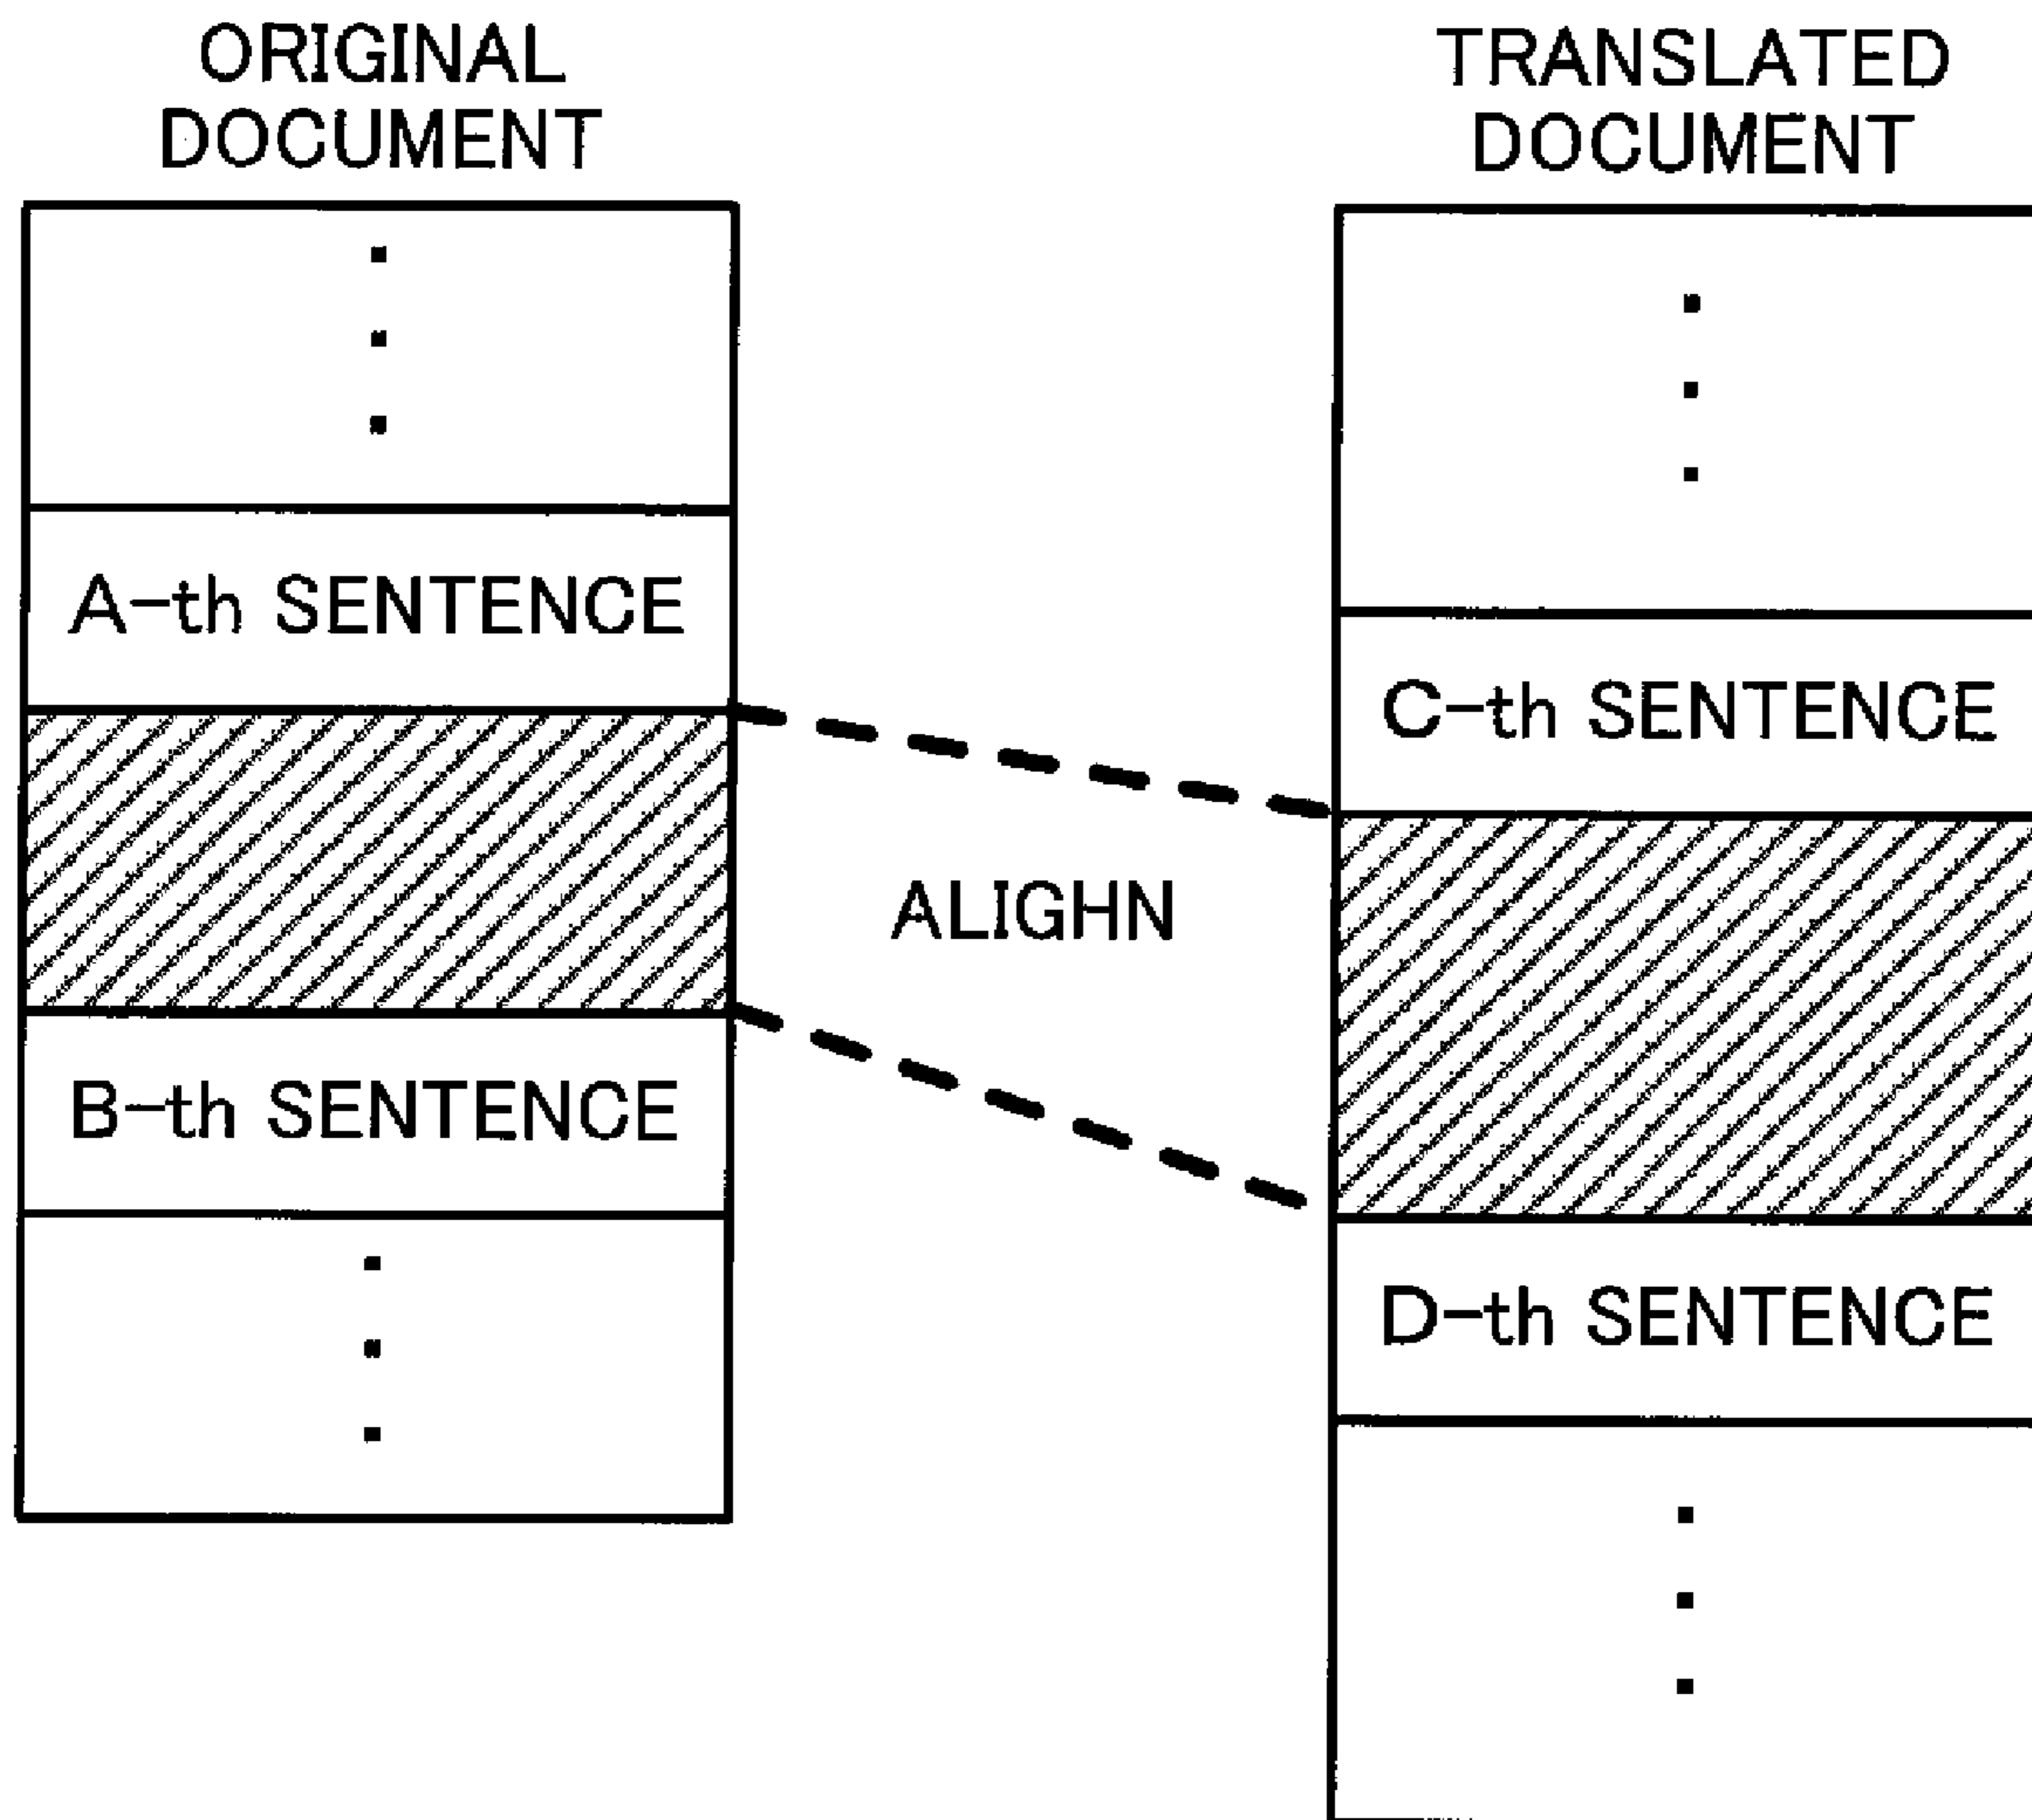 ORIGINAL
DOCUMENT
A-th SENTENCE
B-th SENTENCE
ALIGHN
TRANSLATED
DOCUMENT
C-th SENTENCE
D-th SENTENCE